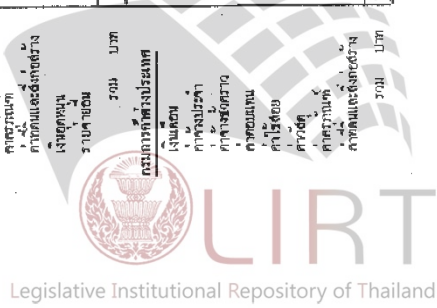 ค่าครุภัณฑ์
ค่าที่ดินและสิ่งก่อสร้าง
เงินอุดหนุน
รายจ่ายอื่น
รวม บาท
กรมการค้าต่างประเทศ
เงินเดือน
ค่าจ้างประจำ
ค่าจ้างชั่วคราว
ค่าตอบแทน
ค่าใช้สอย
ค่าวัสดุ
ค่าครุภัณฑ์
ค่าที่ดินและสิ่งก่อสร้าง
รวม บาท
LIRT
Legislative Institutional Repository of Thailand